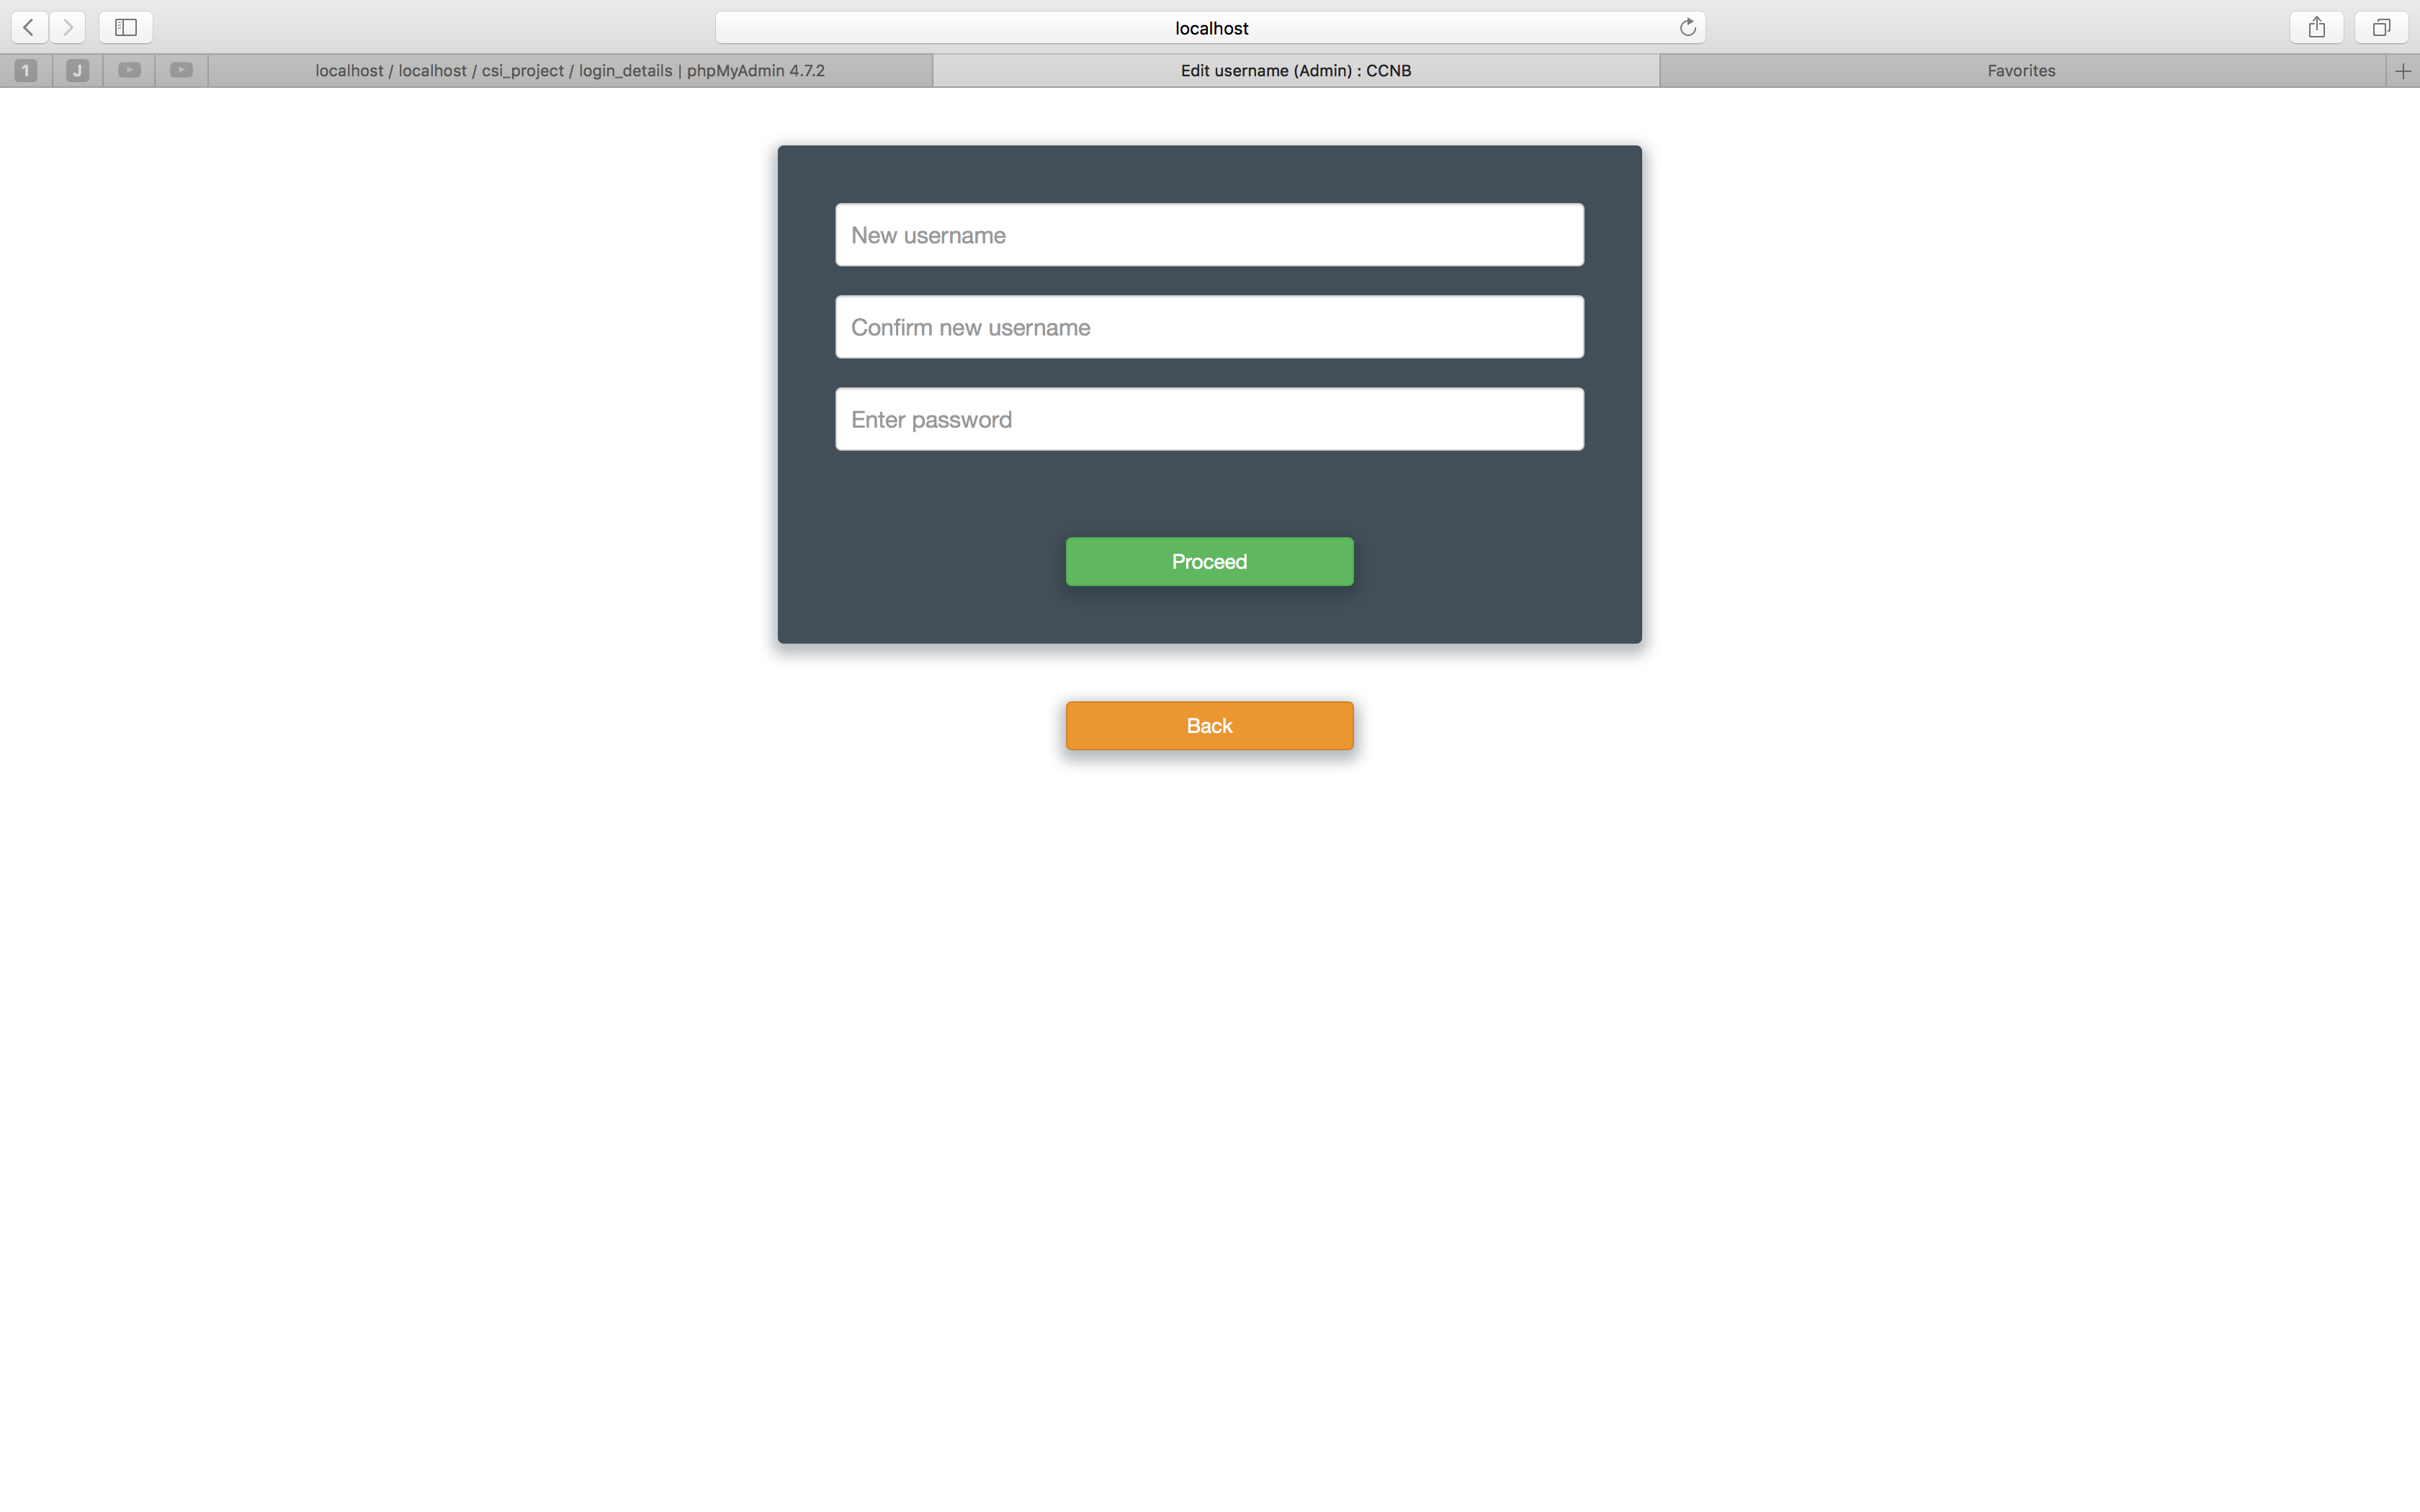 localhost
1
J
localhost / localhost / csi_project / login_details | phpMyAdmin 4.7.2
Edit username (Admin) : CCNB
Favorites
New username
Confirm new username
Enter password
Proceed
Back